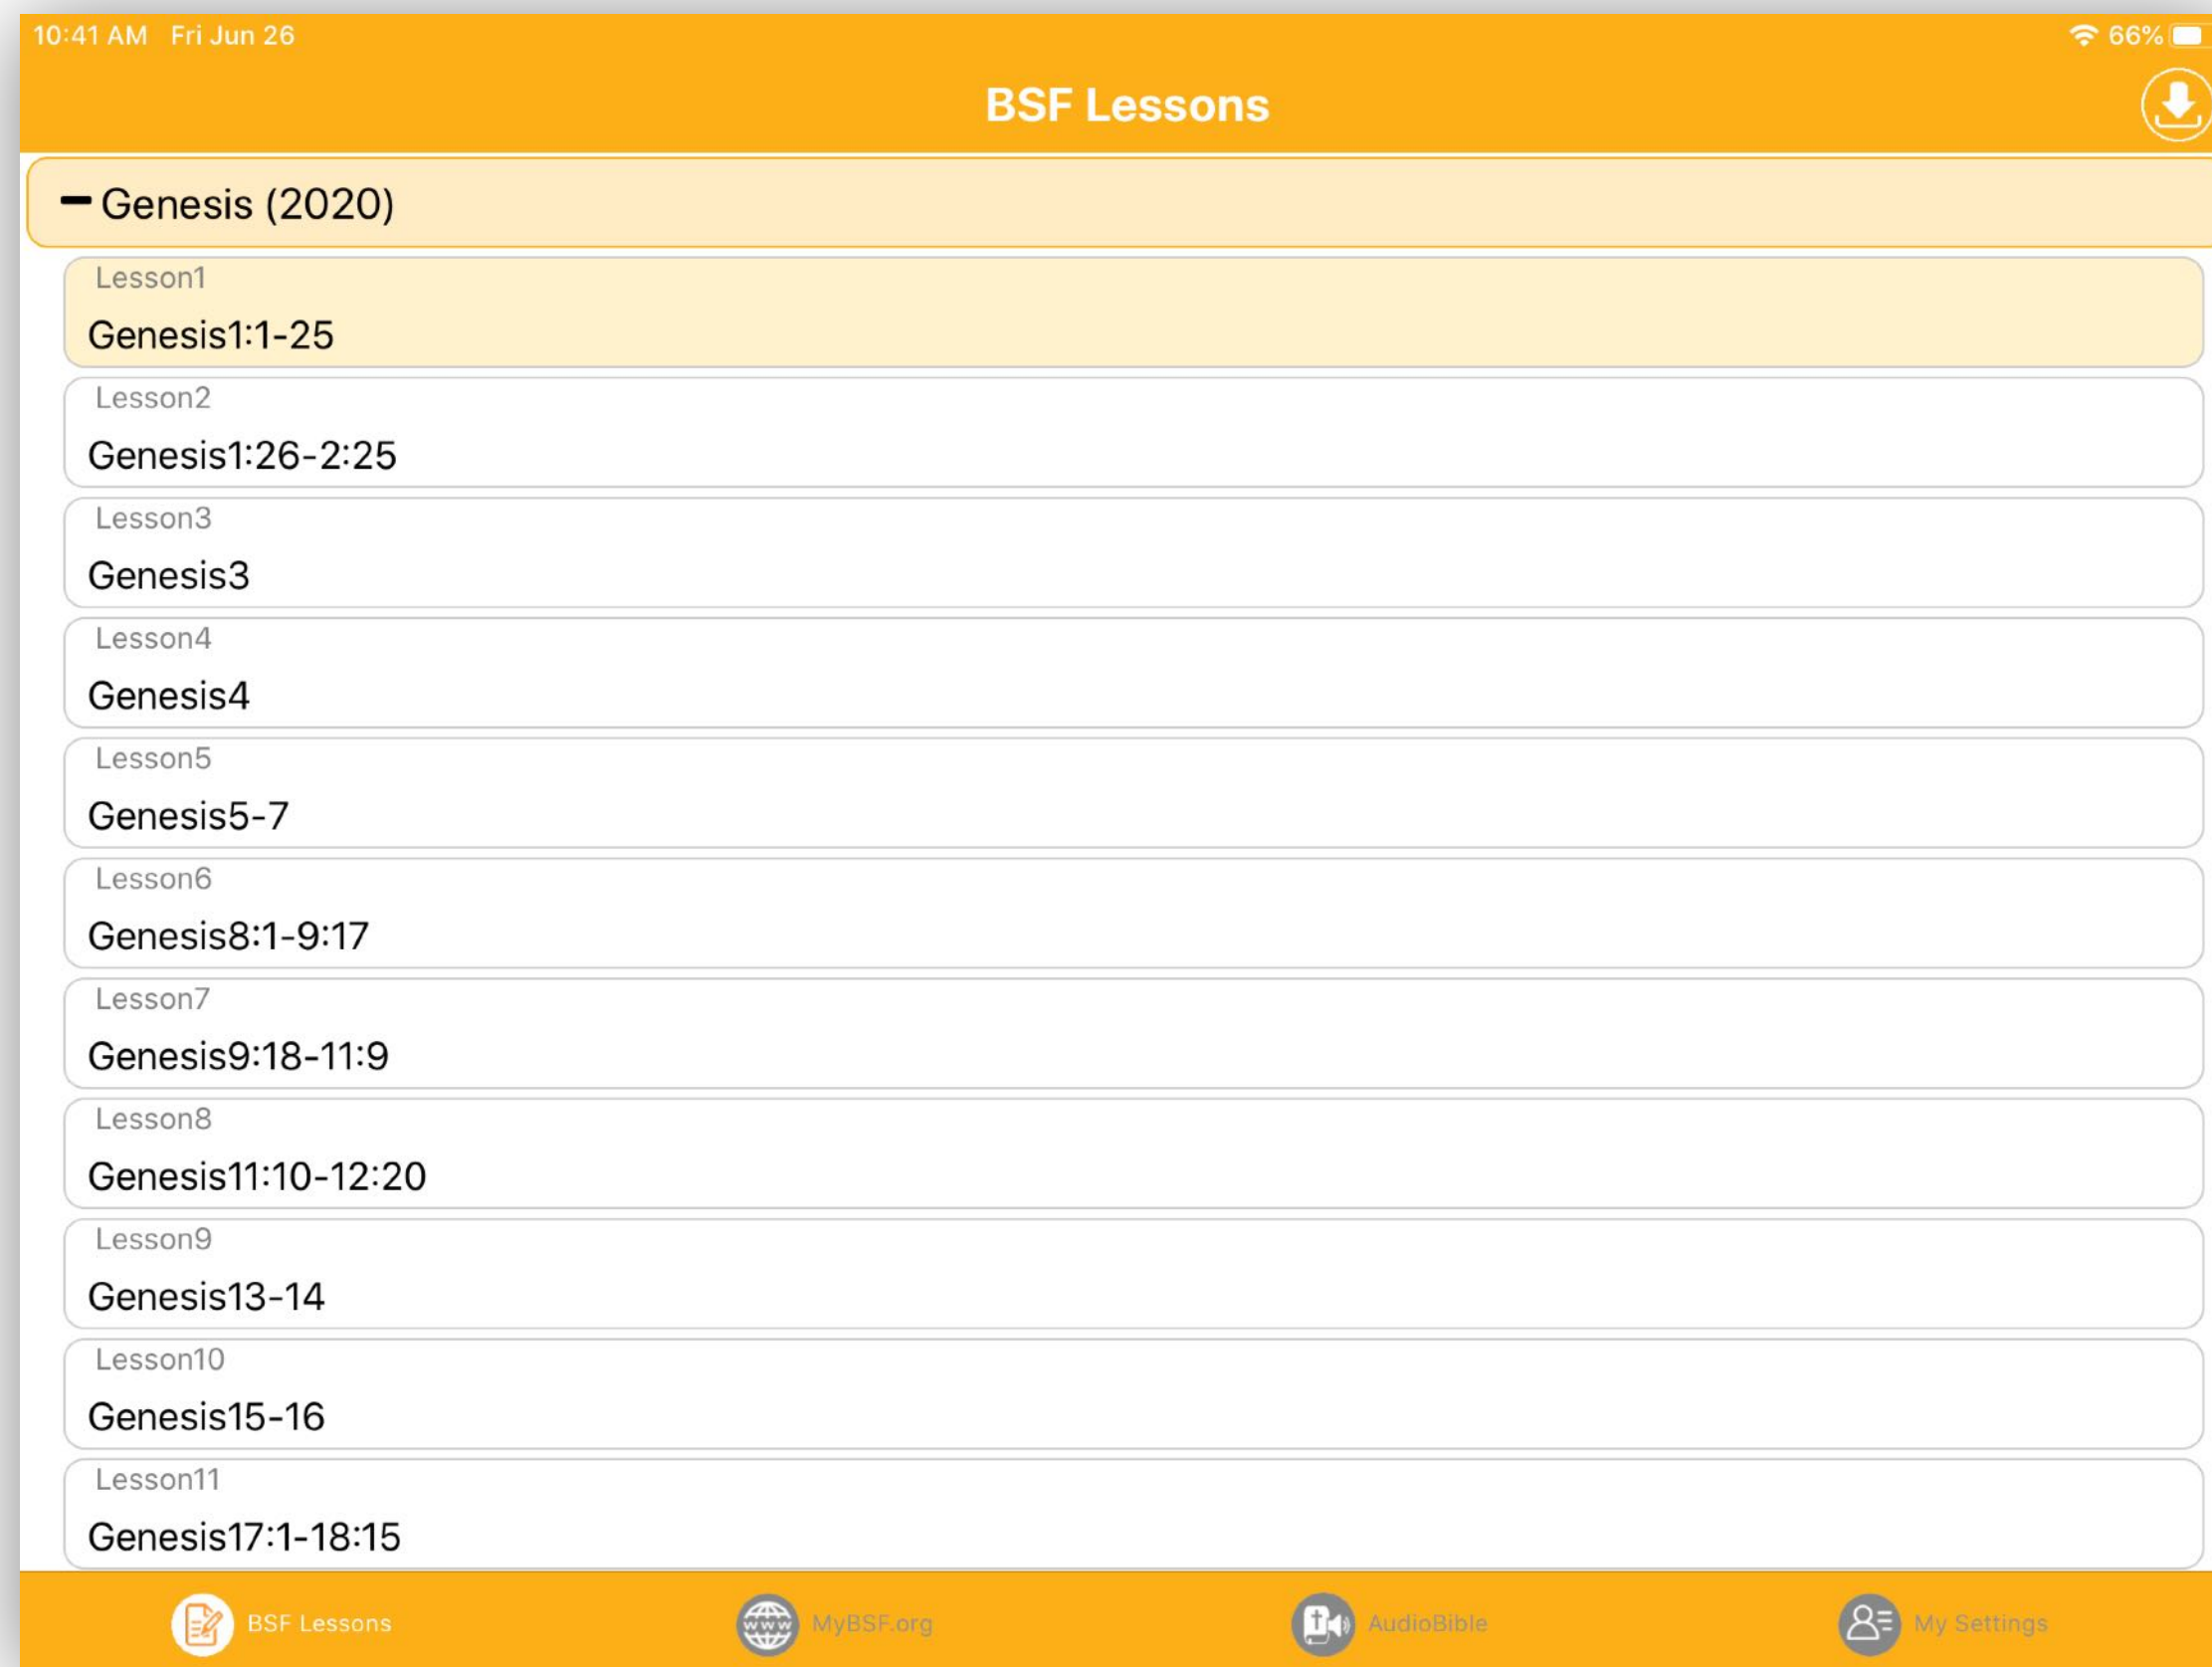 10:41 AM Fri Jun 26 66%
BSF Lessons
Genesis (2020)
Lesson1
Genesis1:1-25
Lesson2
Genesis1:26-2:25
Lesson3
Genesis3
Lesson4
Genesis4
Lesson5
Genesis5-7
Lesson6
Genesis8:1-9:17
Lesson7
Genesis9:18-11:9
Lesson8
Genesis11:10-12:20
Lesson9
Genesis13-14
Lesson10
Genesis15-16
Lesson11
Genesis17:1-18:15
BSF Lessons www MyBSF.org AudioBible My Settings